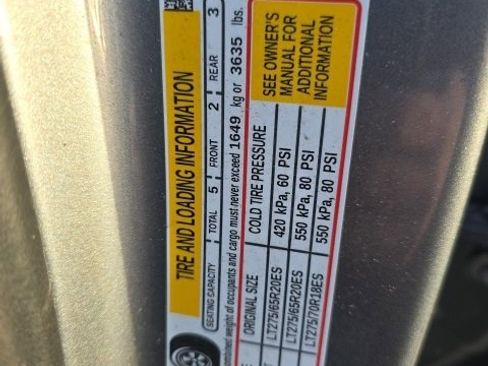 TIRE AND LOADING INFORMATION
SEATING CAPACITY TOTAL 5 FRONT 2 REAR 3
combined weight of occupants and cargo must never exceed 1649 kg or 3635 lbs.
ORIGINAL SIZE COLD TIRE PRESSURE
LT275/65R20ES 420 kPa, 60 PSI
LT275/65R20ES 550 kPa, 80 PSI
LT275/70R18ES 550 kPa, 80 PSI
SEE OWNER'S
MANUAL FOR
ADDITIONAL
INFORMATION